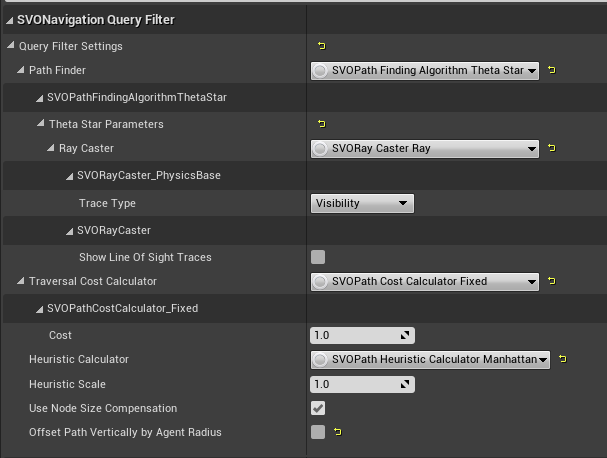 SVONavigation Query Filter
Query Filter Settings
Path Finder SVOPath Finding Algorithm Theta Star
SVOPathFindingAlgorithmThetaStar
Theta Star Parameters
Ray Caster SVORay Caster Ray
SVORayCaster_PhysicsBase
Trace Type Visibility
SVORayCaster
Show Line Of Sight Traces
Traversal Cost Calculator SVOPath Cost Calculator Fixed
SVOPathCostCalculator_Fixed
Cost 1.0
Heuristic Calculator SVOPath Heuristic Calculator Manhattan
Heuristic Scale 1.0
Use Node Size Compensation
Offset Path Vertically by Agent Radius